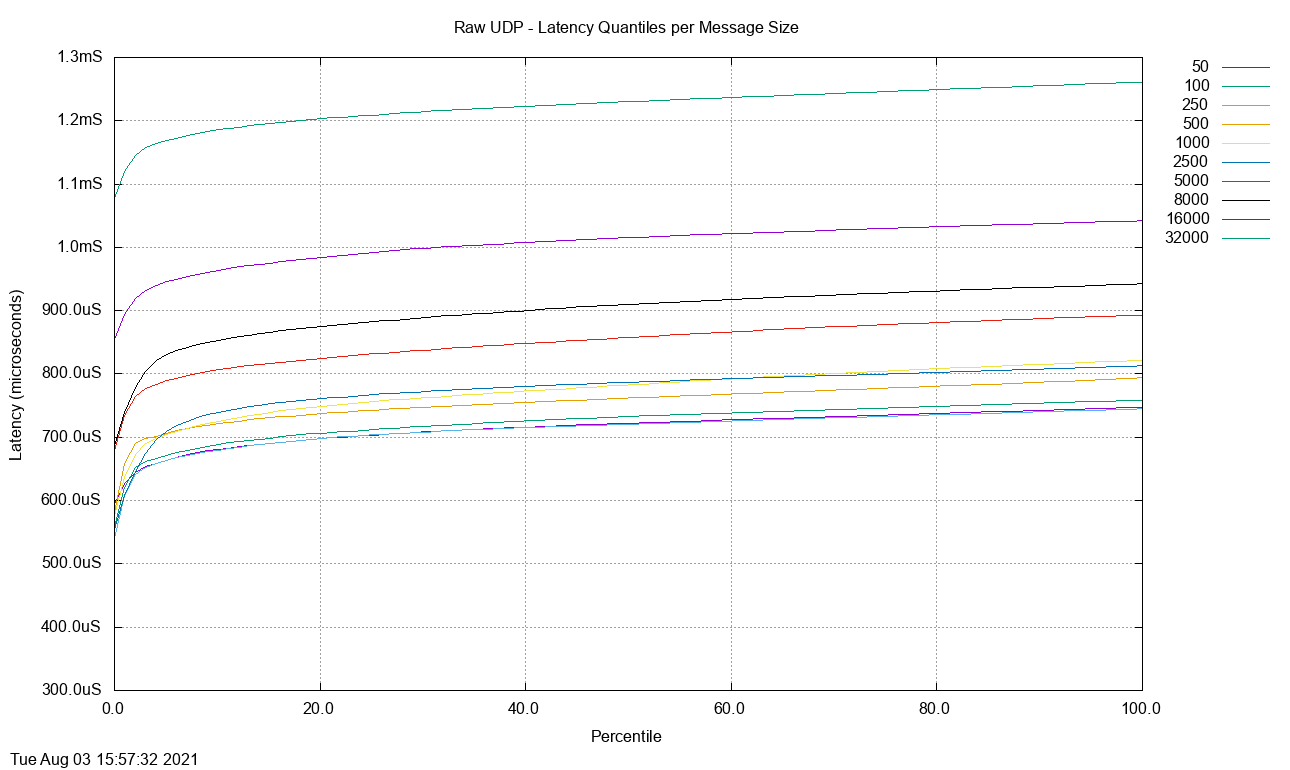 Raw UDP - Latency Quantiles per Message Size
1.3mS
1.2mS
1.1mS
1.0mS
900.0uS
800.0uS
700.0uS
600.0uS
500.0uS
400.0uS
300.0uS
Latency (microseconds)
0.0 20.0 40.0 60.0 80.0 100.0
Percentile
50
100
250
500
1000
2500
5000
8000
16000
32000
Tue Aug 03 15:57:32 2021